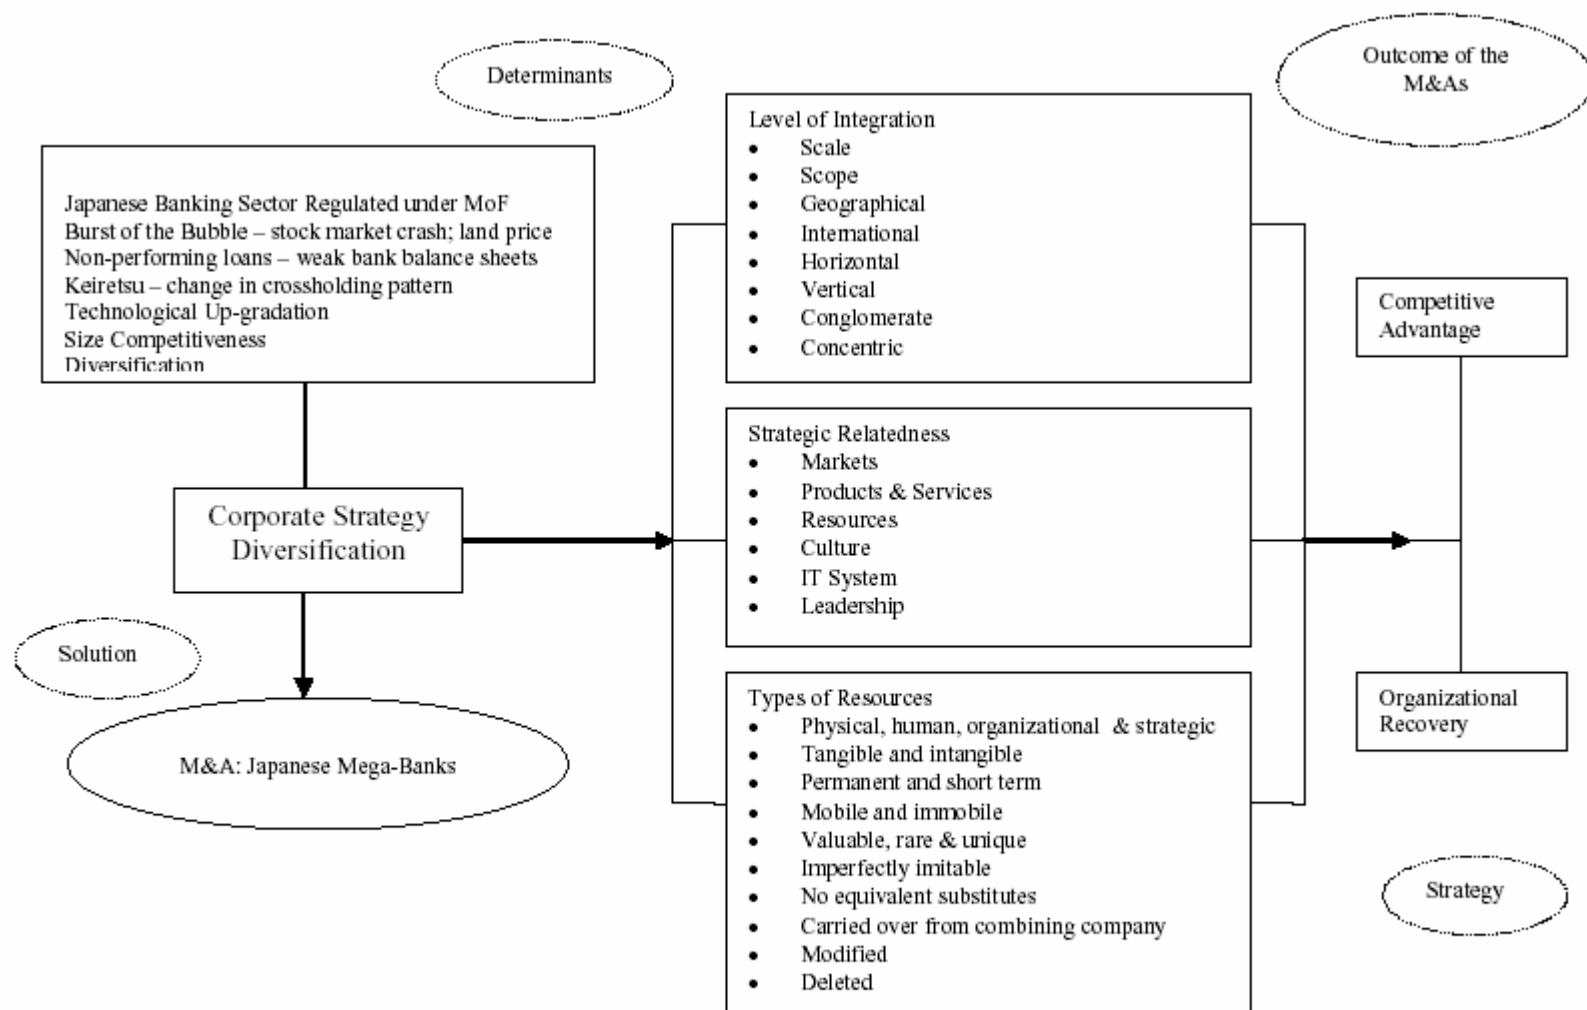 Determinants
Outcome of the
M&As
Japanese Banking Sector Regulated under MoF
Burst of the Bubble – stock market crash; land price
Non-performing loans – weak bank balance sheets
Keiretsu – change in crossholding pattern
Technological Up-gradation
Size Competitiveness
Diversification
Corporate Strategy
Diversification
Solution
M&A: Japanese Mega-Banks
Level of Integration
• Scale
• Scope
• Geographical
• International
• Horizontal
• Vertical
• Conglomerate
• Concentric
Strategic Relatedness
• Markets
• Products & Services
• Resources
• Culture
• IT System
• Leadership
Types of Resources
• Physical, human, organizational & strategic
• Tangible and intangible
• Permanent and short term
• Mobile and immobile
• Valuable, rare & unique
• Imperfectly imitable
• No equivalent substitutes
• Carried over from combining company
• Modified
• Deleted
Competitive
Advantage
Organizational
Recovery
Strategy